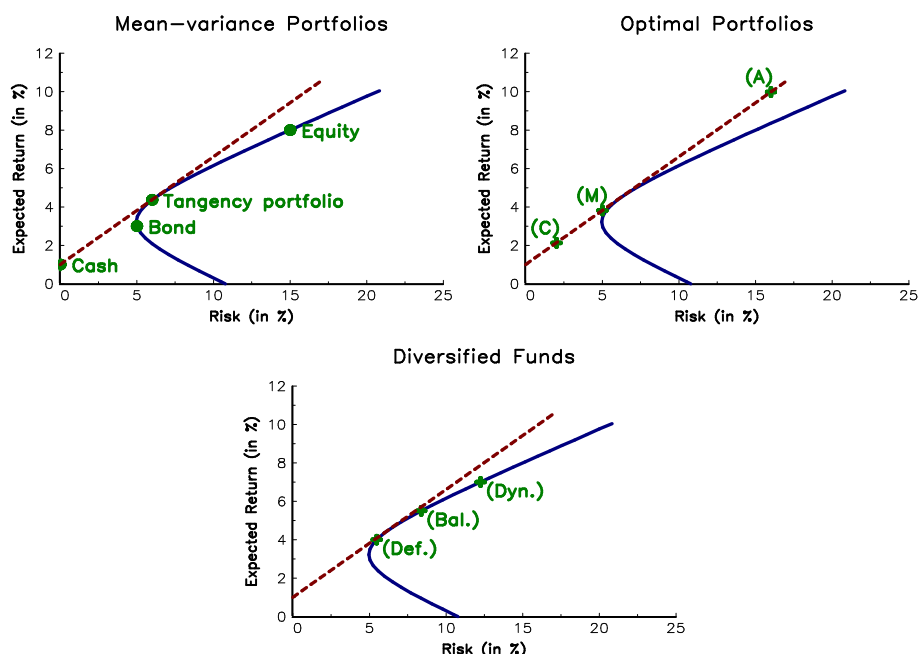 Mean-variance Portfolios
Expected Return (in %)
12
10
8
6
4
2
0
Equity
Tangency portfolio
Bond
Cash
0 5 10 15 20 25
Risk (in %)
Optimal Portfolios
Expected Return (in %)
12
10
8
6
4
2
0
(A)
(M)
(C)
0 5 10 15 20 25
Risk (in %)
Diversified Funds
Expected Return (in %)
12
10
8
6
4
2
0
(Dyn.)
(Bal.)
(Def.)
0 5 10 15 20 25
Risk (in %)